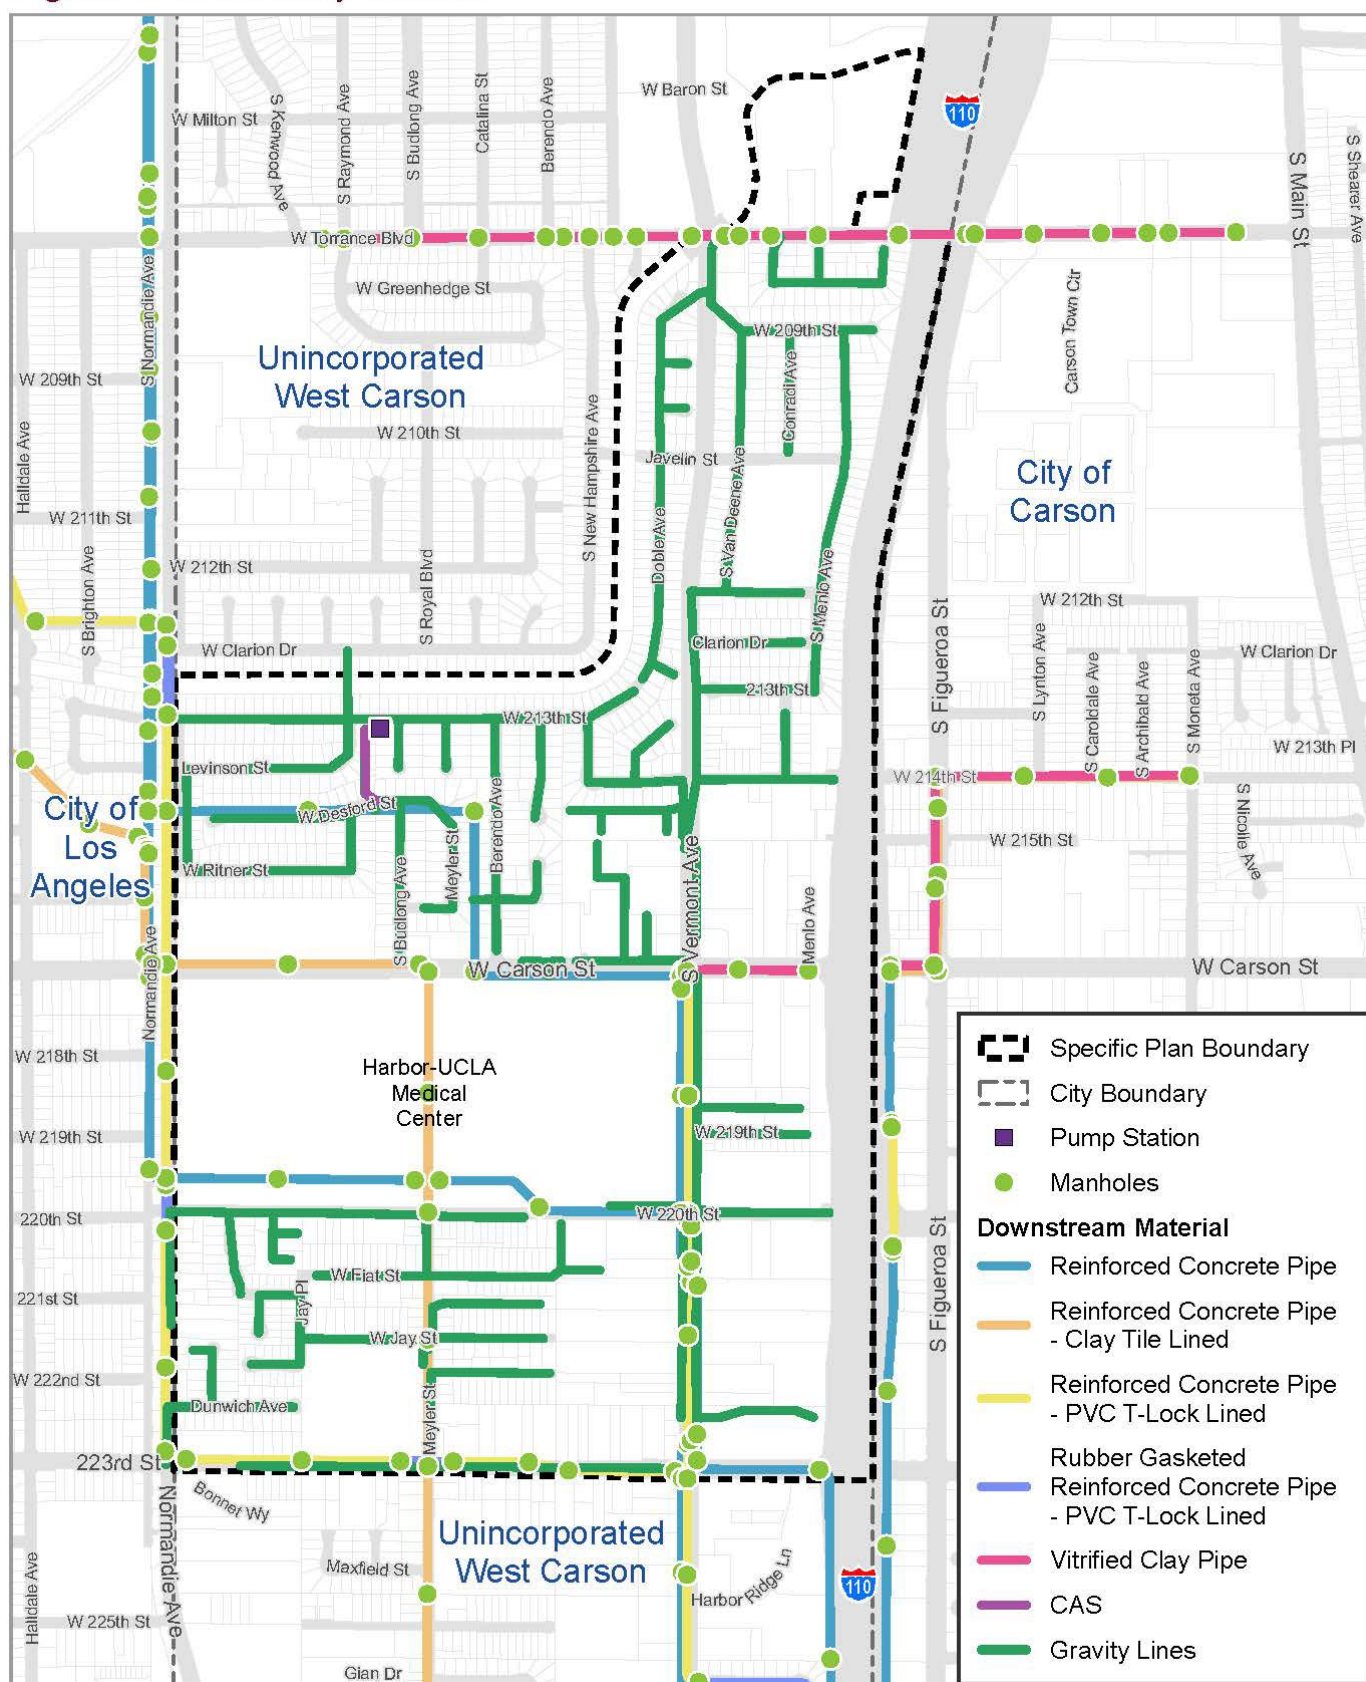 W Baron St
110
W Milton St
S Kenwood Ave
S Raymond Ave
S Budlong Ave
Catalina St
Berendo Ave
S Main St
S Shearer Ave
W Torrance Blvd
S Normandie Ave
W Greenhedge St
W 209th St
Carson Town Ctr
Unincorporated
West Carson
W 209th St
Conradi Ave
S New Hampshire Ave
W 210th St
Halldale Ave
Javelin St
City of
Carson
S Van Deene Ave
W 211th St
Doble Ave
S Brighton Ave
W 212th St
S Royal Blvd
S Menlo Ave
W 212th St
S Figueroa St
W Clarion Dr
Clarion Dr
S Lynton Ave
S Caroldale Ave
S Archibald Ave
S Moneta Ave
W Clarion Dr
213th St
W 213th St
W 213th Pl
Levinson St
W 214th St
City of
Los
Angeles
W Desford St
Berendo Ave
S Nicolle Ave
W 215th St
W Ritner St
S Budlong Ave
Meyler St
S Vermont Ave
Menlo Ave
Normandie Ave
W Carson St
W Carson St
W 218th St
Harbor-UCLA
Medical
Center
W 219th St
W 219th St
220th St
W 220th St
S Figueroa St
W Fiat St
221st St
Jay Pl
W Jay St
W 222nd St
Dunwich Ave
Meyler St
223rd St
Bonnet Wy
Normandie Ave
Unincorporated
West Carson
Maxfield St
Harbor Ridge Ln
110
Halldale Ave
W 225th St
Gian Dr
Specific Plan Boundary
City Boundary
Pump Station
Manholes
Downstream Material
Reinforced Concrete Pipe
Reinforced Concrete Pipe
- Clay Tile Lined
Reinforced Concrete Pipe
- PVC T-Lock Lined
Rubber Gasketed
Reinforced Concrete Pipe
- PVC T-Lock Lined
Vitrified Clay Pipe
CAS
Gravity Lines